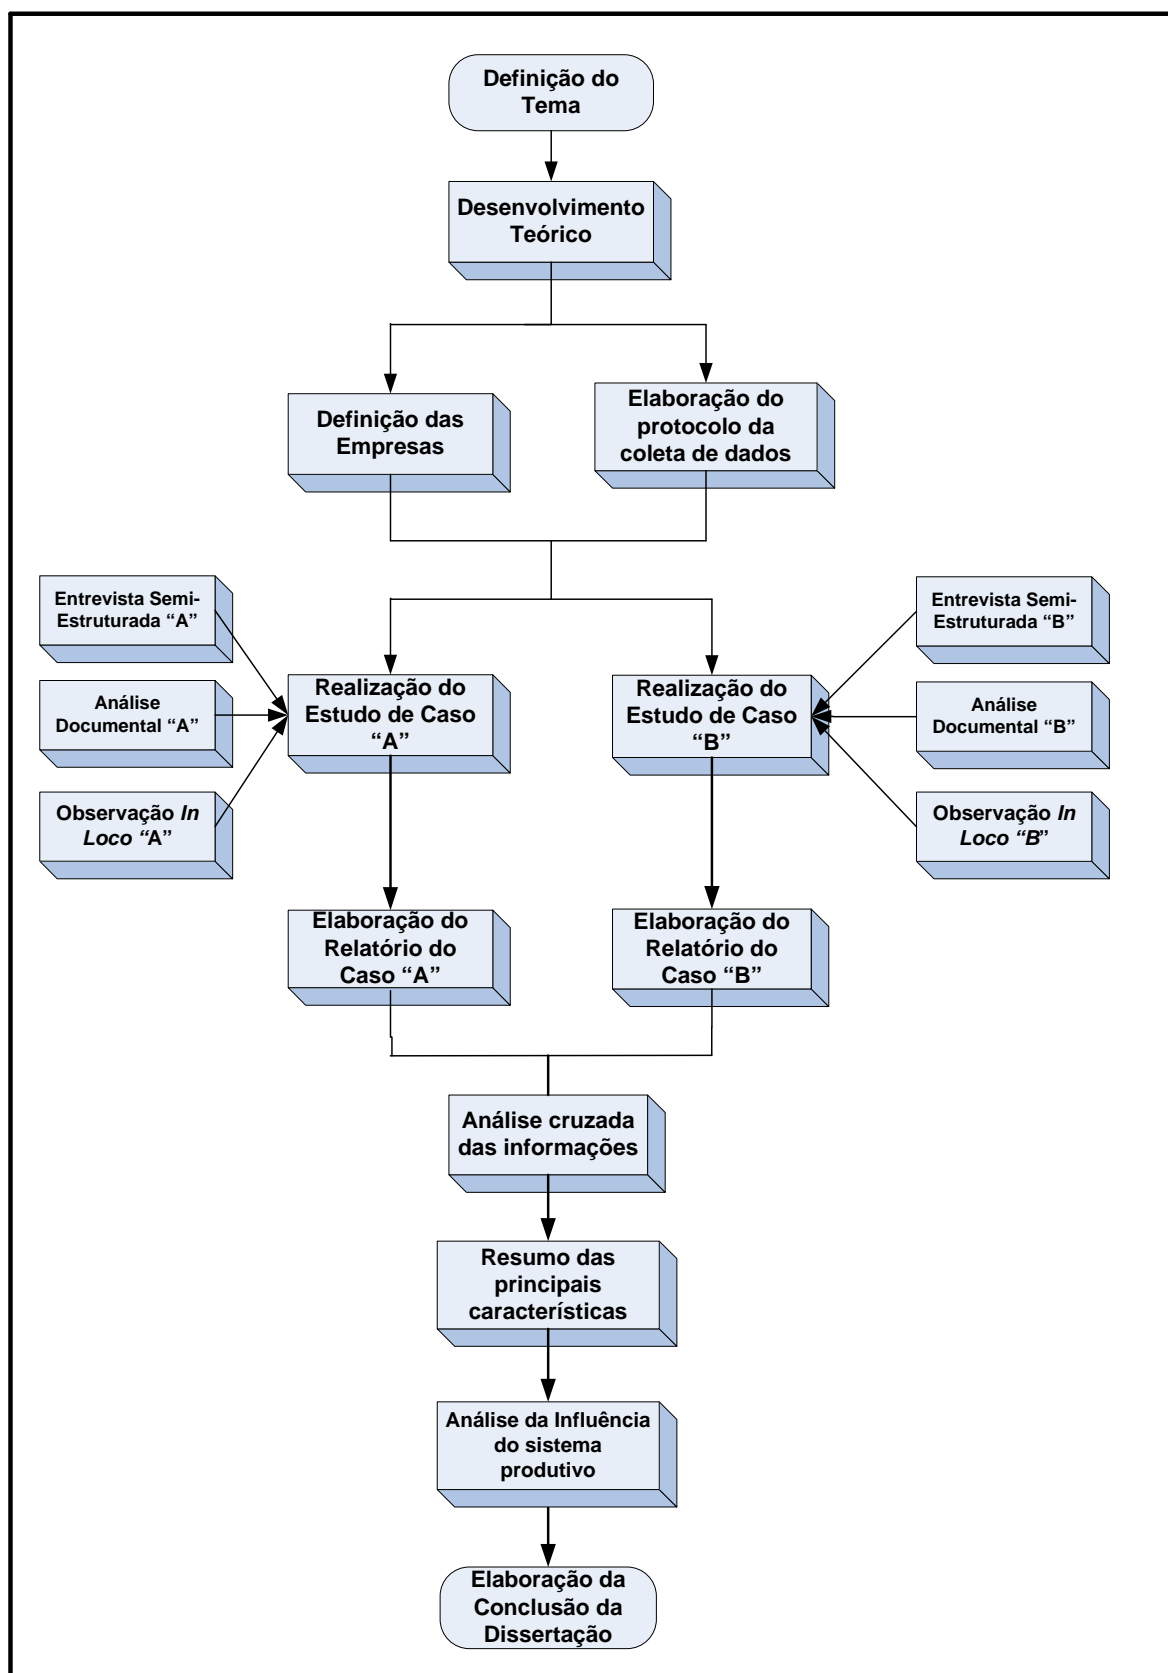 Definição do
Tema
Desenvolvimento
Teórico
Definição das
Empresas
Elaboração do
protocolo da
coleta de dados
Entrevista Semi-
Estruturada “A”
Análise
Documental “A”
Observação In
Loco “A”
Realização do
Estudo de Caso
“A”
Realização do
Estudo de Caso
“B”
Entrevista Semi-
Estruturada “B”
Análise
Documental “B”
Observação In
Loco “B”
Elaboração do
Relatório do
Caso “A”
Elaboração do
Relatório do
Caso “B”
Análise cruzada
das informações
Resumo das
principais
característísticas
Análise da Influência
do sistema
produtivo
Elaboração da
Conclusão da
Dissertação